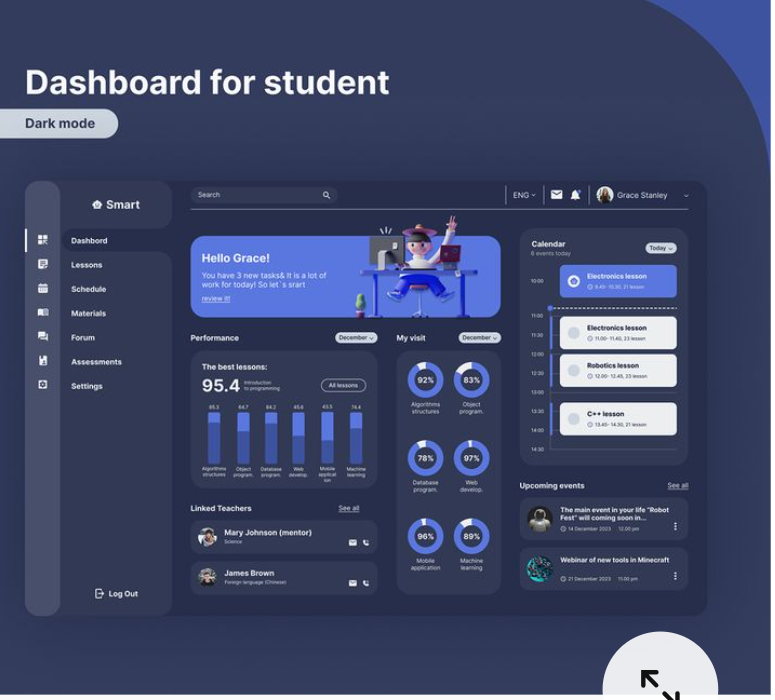 Dashboard for student
Dark mode
Smart
Search
ENG
Grace Stanley
Dashbord
Lessons
Schedule
Materials
Forum
Assessments
Settings
Log Out
Hello Grace!
You have 3 new tasks& It is a lot of
work for today! So let`s srart
review it!
Performance
December
The best lessons:
95.4
Introduction
to programming
All lessons
95.3
64.7
84.2
45.6
43.5
74.4
Algorithms
structures
Object
program.
Database
program.
Web
develop.
Mobile
applicat
ion
Machine
learning
My visit
December
92%
Algorithms
structures
83%
Object
program.
78%
Database
program.
97%
Web
develop.
96%
Mobile
application
89%
Machine
learning
Linked Teachers
See all
Mary Johnson (mentor)
Science
James Brown
Foreign language (Chinese)
Calendar
6 events today
Today
10:00
11:00
11:30
12:00
12:30
13:00
13:30
14:00
14:30
Electronics lesson
9.45- 10.30, 21 lesson
Electronics lesson
11.00- 11.40, 23 lesson
Robotics lesson
12.00- 12.45, 23 lesson
C++ lesson
13.45- 14.30, 21 lesson
Upcoming events
See all
The main event in your life "Robot
Fest" will coming soon in...
14 December 2023
12.00 pm
Webinar of new tools in Minecraft
21 December 2023
11.00 pm